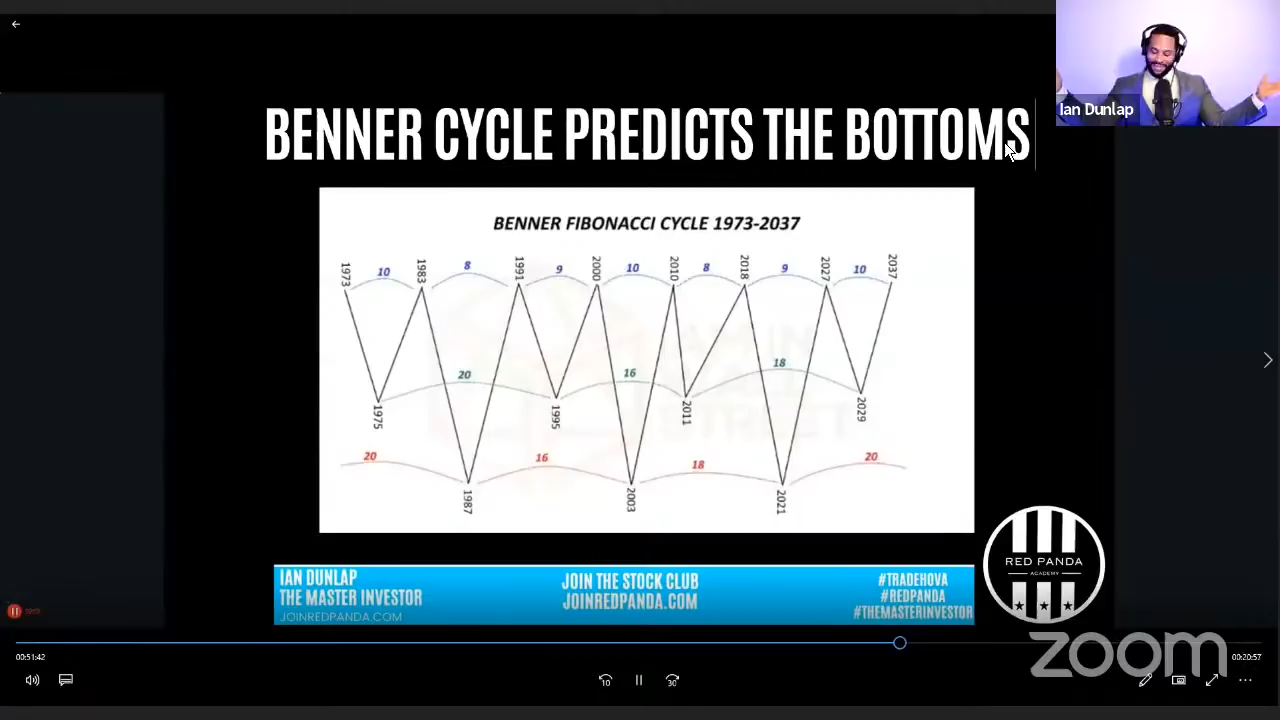 Ian Dunlap
BENNER CYCLE PREDICTS THE BOTTOMS
BENNER FIBONACCI CYCLE 1973-2037
1973 10 1983 8 1991 9 2000 10 2010 8 2018 9 2027 10 2037
20 16 18
1975 1995 2011 2029
20 16 18 20
1987 2003 2021
IAN DUNLAP
THE MASTER INVESTOR
JOINREDPANDA.COM
JOIN THE STOCK CLUB
JOINREDPANDA.COM
#TRADEHOVA
#REDPANDA
#THEMASTERINVESTOR
RED PANDA
ACADEMY
zoom
00:51:42
00:20:57
10
30